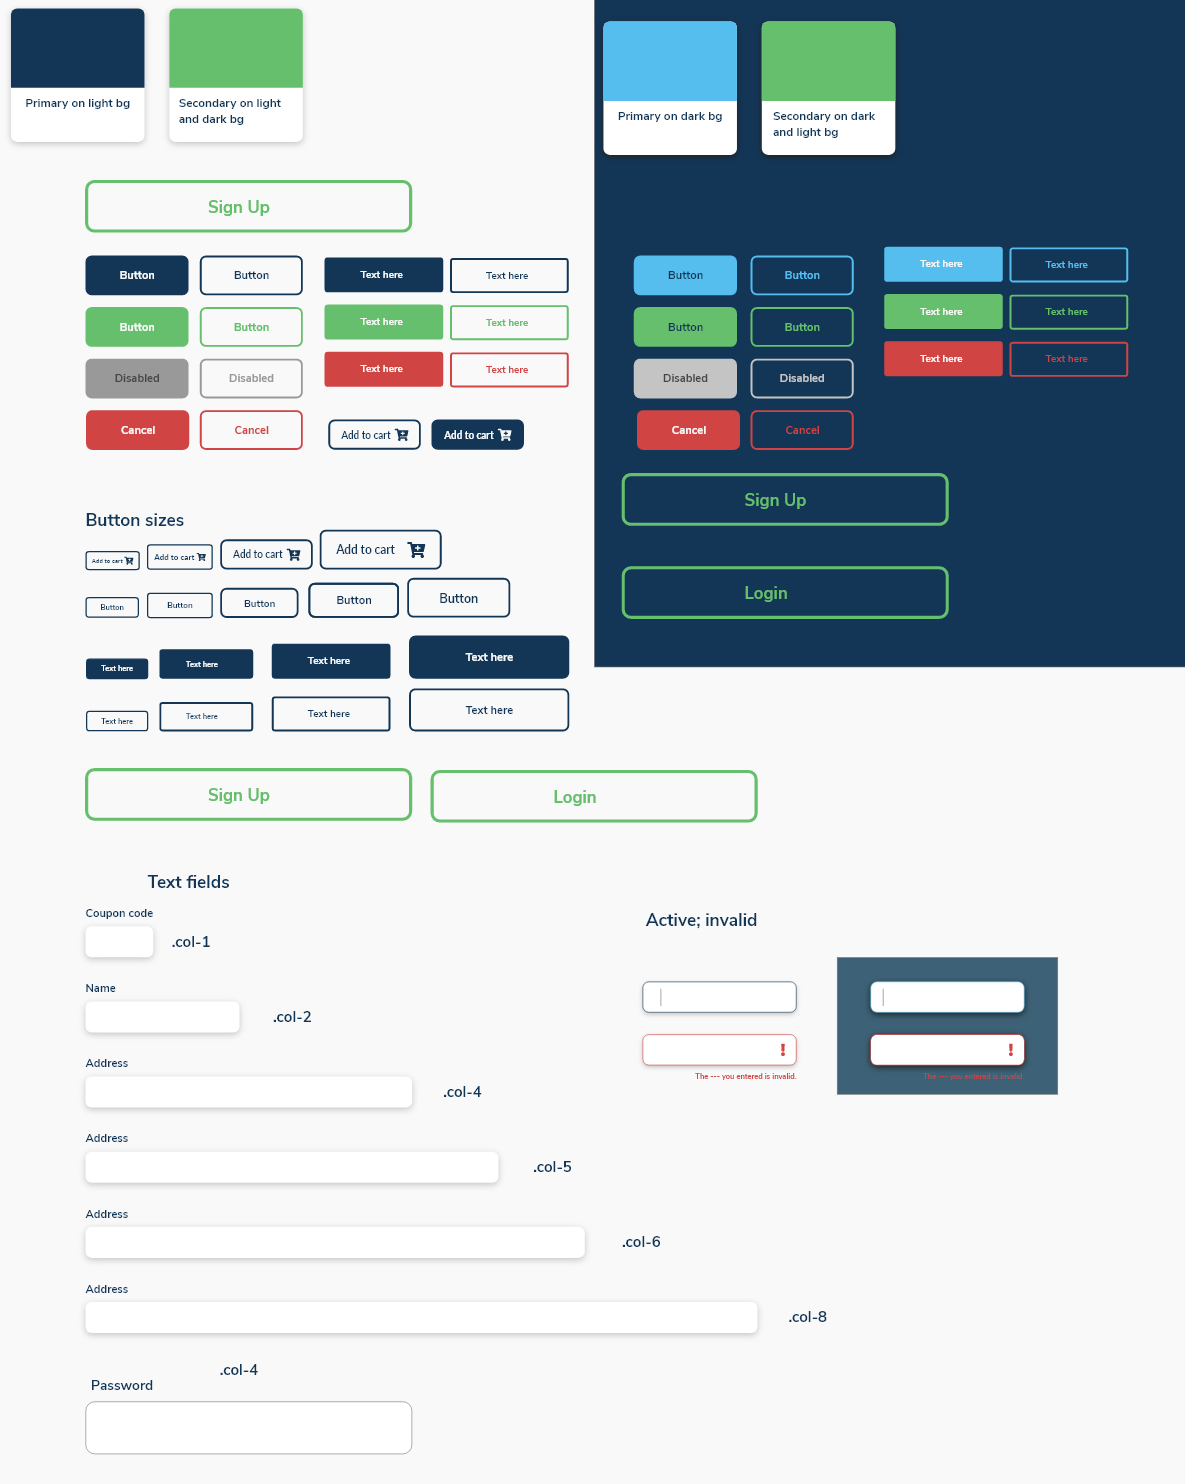 Primary on light bg
Secondary on light
and dark bg
Primary on dark bg
Secondary on dark
and light bg
Sign Up
Button
Button
Text here
Text here
Button
Button
Text here
Text here
Disabled
Disabled
Text here
Text here
Cancel
Cancel
Add to cart
Add to cart
Button
Button
Text here
Text here
Button
Button
Text here
Text here
Disabled
Disabled
Text here
Text here
Cancel
Cancel
Sign Up
Login
Button sizes
Add to cart
Add to cart
Add to cart
Add to cart
Button
Button
Button
Button
Button
Text here
Text here
Text here
Text here
Text here
Text here
Text here
Text here
Sign Up
Login
Text fields
Coupon code
.col-1
Name
.col-2
Address
.col-4
Address
.col-5
Address
.col-6
Address
.col-8
.col-4
Password
Active; invalid
The --- you entered is invalid.
The --- you entered is invalid.